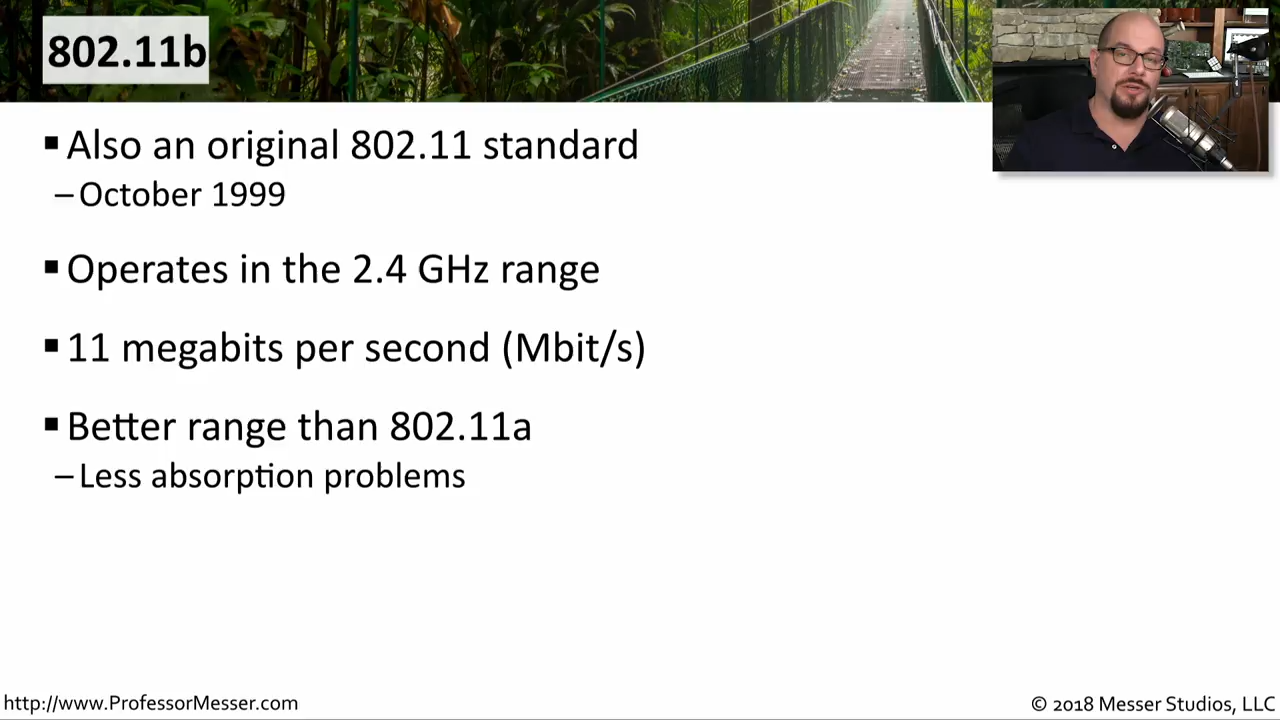 802.11b
▪ Also an original 802.11 standard
– October 1999
▪ Operates in the 2.4 GHz range
▪ 11 megabits per second (Mbit/s)
▪ Better range than 802.11a
– Less absorption problems
http://www.ProfessorMesser.com
© 2018 Messer Studios, LLC